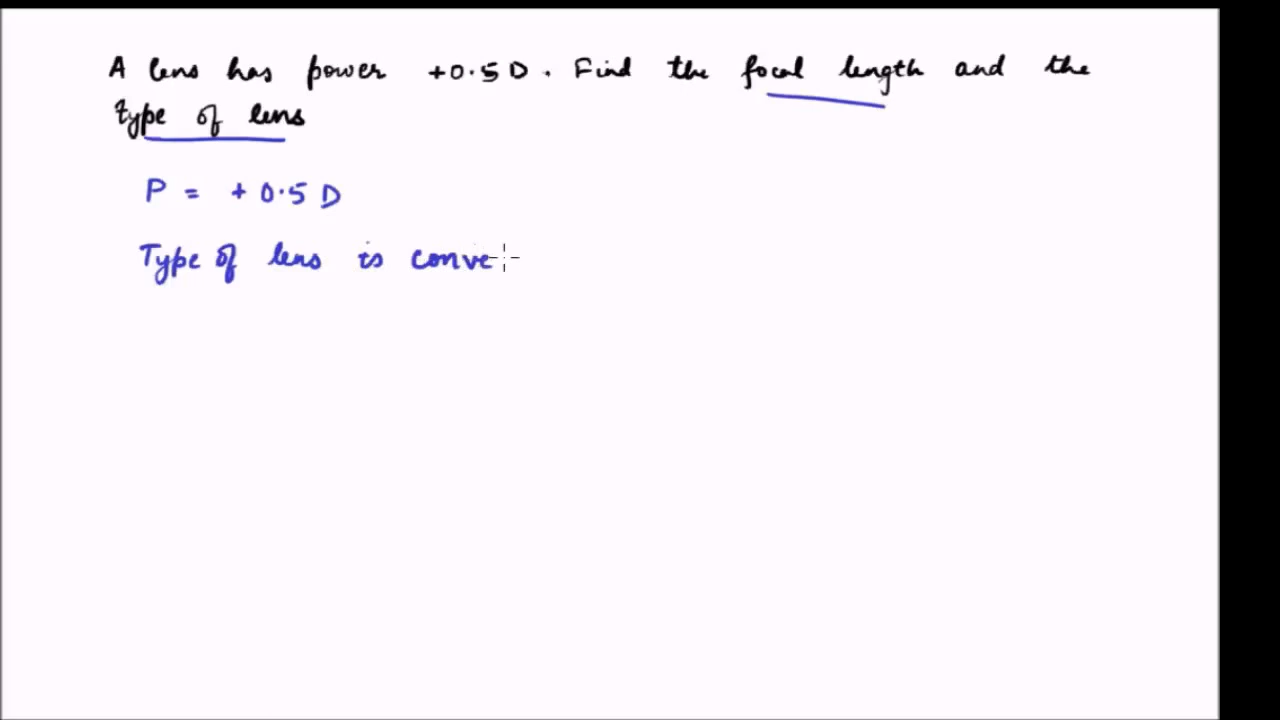 A lens has power +0.5 D. Find the focal length and the
type of lens
P = + 0.5 D
Type of lens is conve